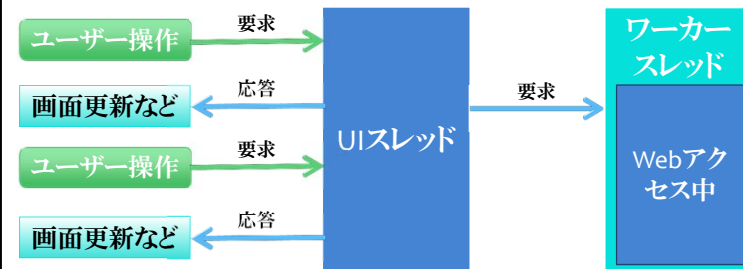 ユーザー操作
要求
画面更新など
応答
ユーザー操作
要求
画面更新など
応答
UIスレッド
要求
ワーカー
スレッド
Webアク
セス中